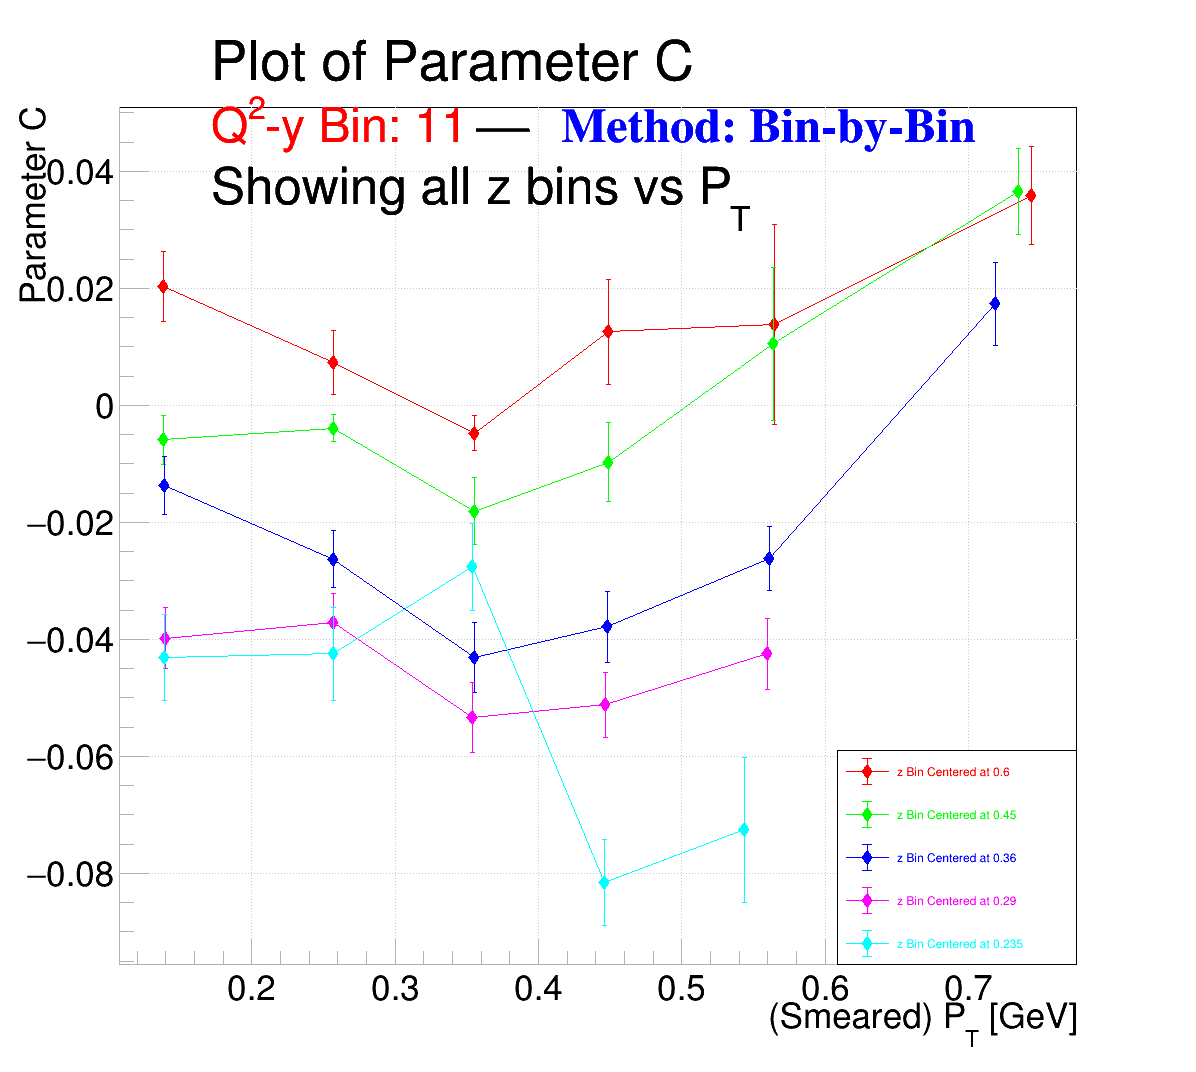 Plot of Parameter C
Q²-y Bin: 11 — Method: Bin-by-Bin
Showing all z bins vs P_T
Parameter C
0.04
0.02
0
−0.02
−0.04
−0.06
−0.08
z Bin Centered at 0.6
z Bin Centered at 0.45
z Bin Centered at 0.36
z Bin Centered at 0.29
z Bin Centered at 0.235
0.2 0.3 0.4 0.5 0.6 0.7
(Smeared) P_T [GeV]